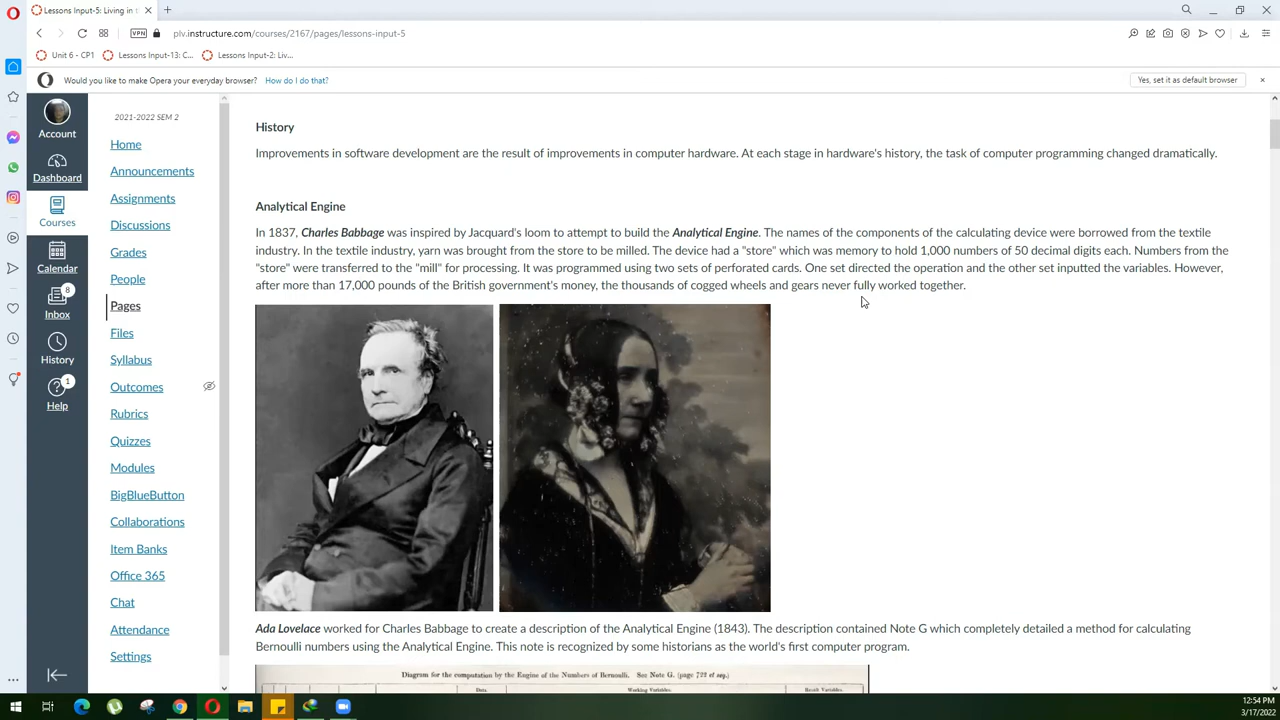 Lessons Input-5: Living in
plv.instructure.com/courses/2167/pages/lessons-input-5
VPN
Unit 6 - CP1
Lessons Input-13: C...
Lessons Input-2: Liv...
Would you like to make Opera your everyday browser?
How do I do that?
Yes, set it as default browser
Account
Dashboard
Courses
Calendar
8
Inbox
History
1
Help
2021-2022 SEM 2
Home
Announcements
Assignments
Discussions
Grades
People
Pages
Files
Syllabus
Outcomes
Rubrics
Quizzes
Modules
BigBlueButton
Collaborations
Item Banks
Office 365
Chat
Attendance
Settings
History
Improvements in software development are the result of improvements in computer hardware. At each stage in hardware's history, the task of computer programming changed dramatically.
Analytical Engine
In 1837, Charles Babbage was inspired by Jacquard's loom to attempt to build the Analytical Engine. The names of the components of the calculating device were borrowed from the textile
industry. In the textile industry, yarn was brought from the store to be milled. The device had a "store" which was memory to hold 1,000 numbers of 50 decimal digits each. Numbers from the
"store" were transferred to the "mill" for processing. It was programmed using two sets of perforated cards. One set directed the operation and the other set inputted the variables. However,
after more than 17,000 pounds of the British government's money, the thousands of cogged wheels and gears never fully worked together.
Ada Lovelace worked for Charles Babbage to create a description of the Analytical Engine (1843). The description contained Note G which completely detailed a method for calculating
Bernoulli numbers using the Analytical Engine. This note is recognized by some historians as the world's first computer program.
Diagram for the computation by the Engine of the Numbers of Bernoulli. See Note G. (page 722 et seq.)
Data.
Working Variables.
Result Variables.
12:54 PM
3/17/2022